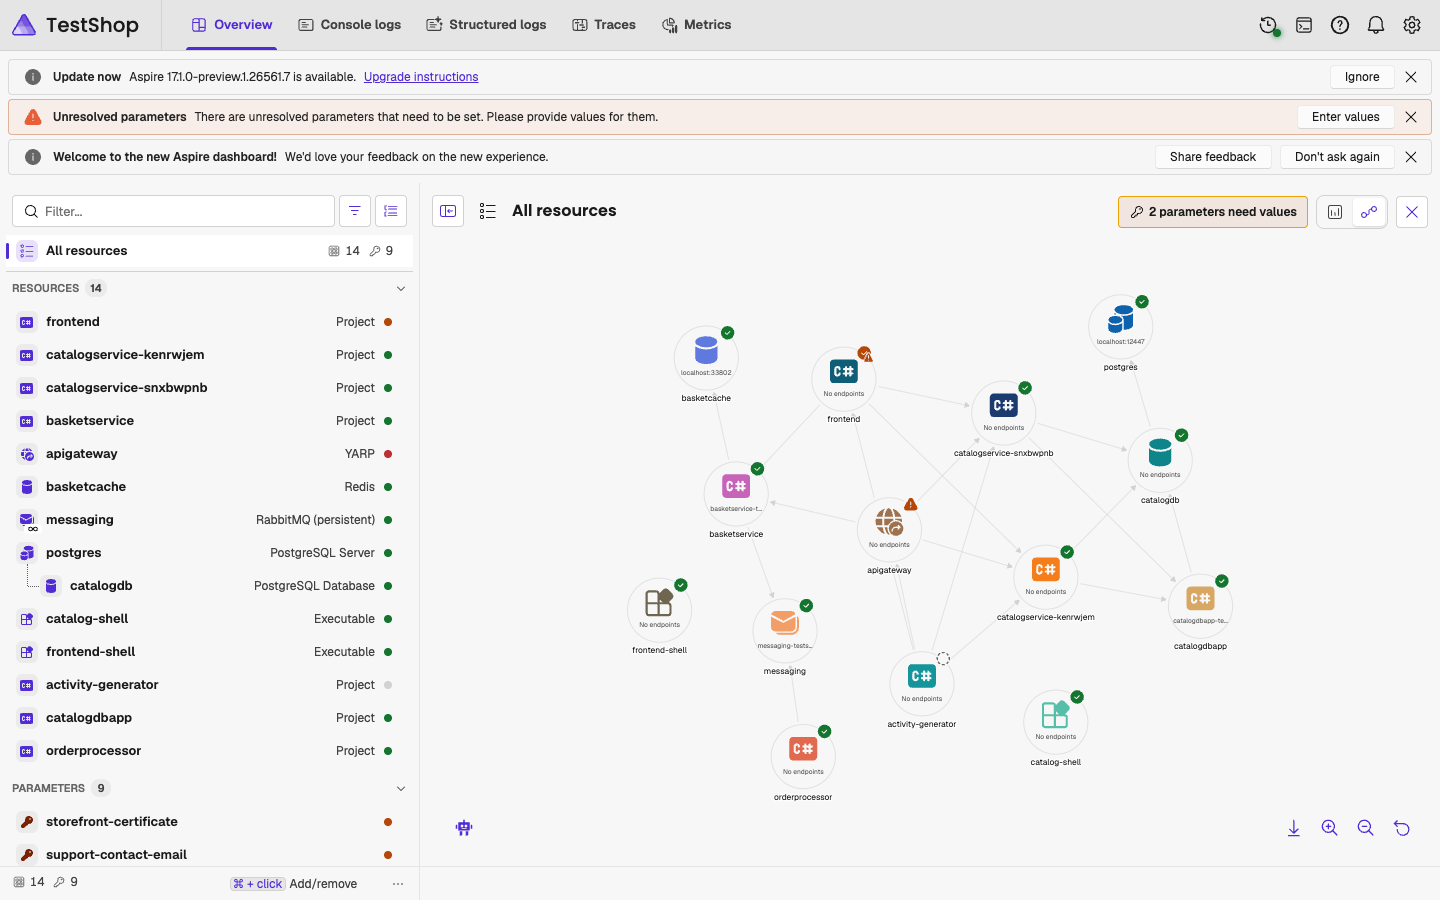 TestShop
Overview
Console logs
Structured logs
Traces
Metrics
Update now Aspire 17.1.0-preview.1.26561.7 is available. Upgrade instructions
Ignore
Unresolved parameters There are unresolved parameters that need to be set. Please provide values for them.
Enter values
Welcome to the new Aspire dashboard! We'd love your feedback on the new experience.
Share feedback
Don't ask again
Filter...
All resources 14 9
RESOURCES 14
frontend Project
catalogservice-kenrwjem Project
catalogservice-snxbwpnb Project
basketservice Project
apigateway YARP
basketcache Redis
messaging RabbitMQ (persistent)
postgres PostgreSQL Server
catalogdb PostgreSQL Database
catalog-shell Executable
frontend-shell Executable
activity-generator Project
catalogdbapp Project
orderprocessor Project
PARAMETERS 9
storefront-certificate
support-contact-email
14 9
⌘ + click Add/remove
All resources
2 parameters need values
localhost:12447
postgres
localhost:33802
basketcache
C#
No endpoints
frontend
C#
No endpoints
catalogservice-snxbwpnb
No endpoints
catalogdb
C#
basketservice-t...
basketservice
No endpoints
apigateway
C#
No endpoints
catalogservice-kenrwjem
C#
catalogdbapp-te...
catalogdbapp
No endpoints
frontend-shell
messaging-tests...
messaging
C#
No endpoints
activity-generator
No endpoints
catalog-shell
C#
No endpoints
orderprocessor